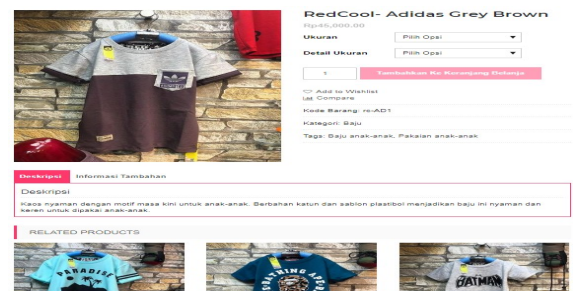 RedCool- Adidas Grey Brown
Rp45,000.00
Ukuran
Pilih Opsi
Detail Ukuran
Pilih Opsi
1
Tambahkan Ke Keranjang Belanja
Add to Wishlist
Compare
Kode Barang: rc-AD1
Kategori: Baju
Tags: Baju anak-anak, Pakaian anak-anak
Deskripsi
Informasi Tambahan
Deskripsi
Kaos nyaman dengan motif masa kini untuk anak-anak. Berbahan katun dan sablon plastibol menjadikan baju ini nyaman dan
keren untuk dipakai anak-anak.
RELATED PRODUCTS
PARADISE
BATMAN